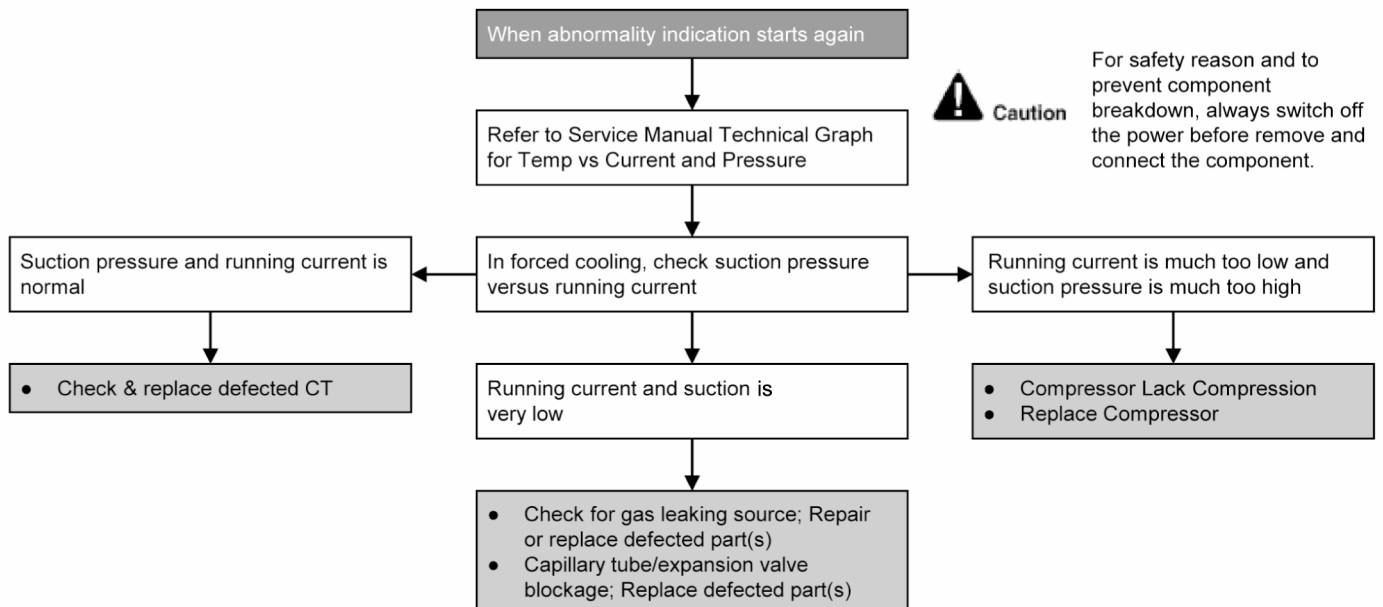 When abnormality indication starts again
For safety reason and to
prevent component
breakdown, always switch off
the power before remove and
connect the component.
Caution
Refer to Service Manual Technical Graph
for Temp vs Current and Pressure
Suction pressure and running current is
normal
In forced cooling, check suction pressure
versus running current
Running current is much too low and
suction pressure is much too high
● Check & replace defected CT
Running current and suction is
very low
● Compressor Lack Compression
● Replace Compressor
● Check for gas leaking source; Repair
or replace defected part(s)
● Capillary tube/expansion valve
blockage; Replace defected part(s)